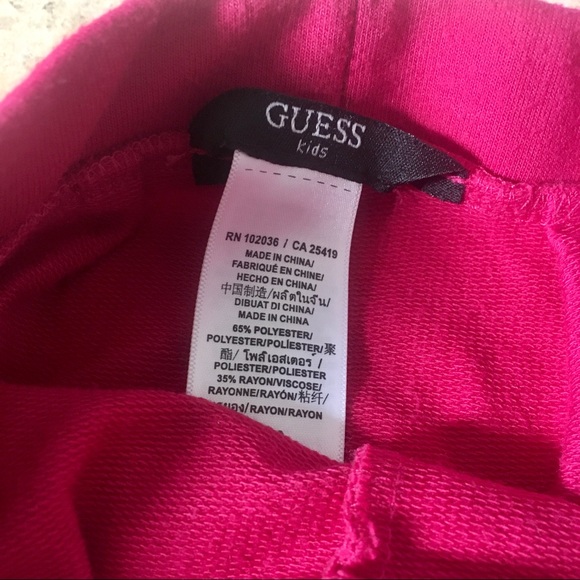 GUESS
kids
RN 102036 / CA 25419
MADE IN CHINA/
FABRIQUÉ EN CHINE/
HECHO EN CHINA/
中国制造/ผลิตในจีน/
DIBUAT DI CHINA/
MADE IN CHINA
65% POLYESTER/
POLYESTER/POLIÉSTER/聚
酯/ โพลีเอสเตอร์ /
POLIESTER/POLIESTER
35% RAYON/VISCOSE/
RAYONNE/RAYÓN/粘纤/
/RAYON/RAYON